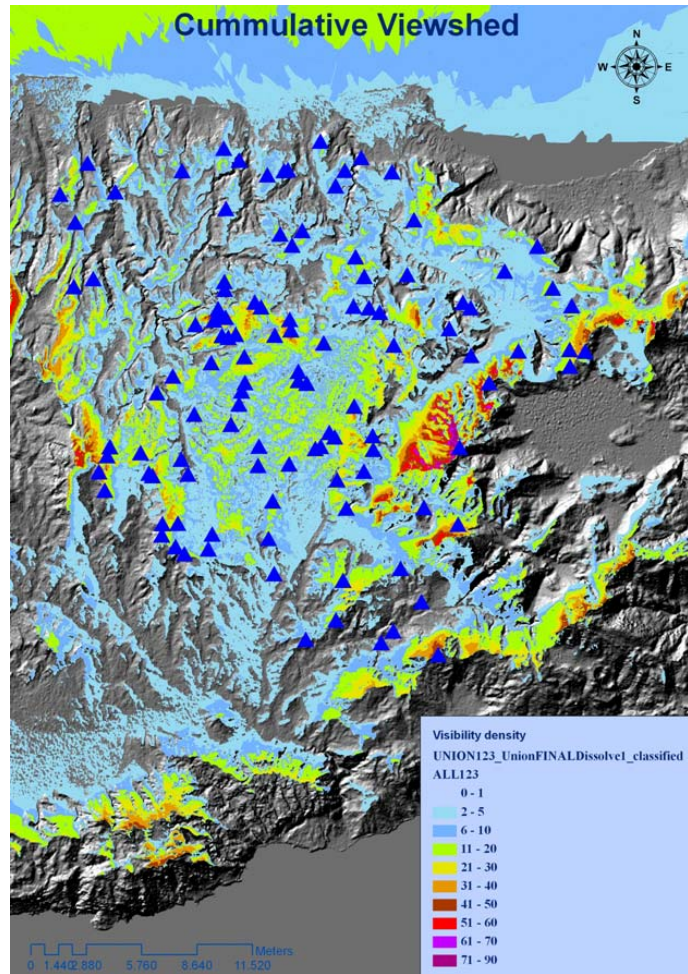 Cummulative Viewshed
N
W E
S
Visibility density
UNION123_UnionFINALDissolve1_classified
ALL123
0 - 1
2 - 5
6 - 10
11 - 20
21 - 30
31 - 40
41 - 50
51 - 60
61 - 70
71 - 90
Meters
0 1.440 2.880 5.760 8.640 11.520